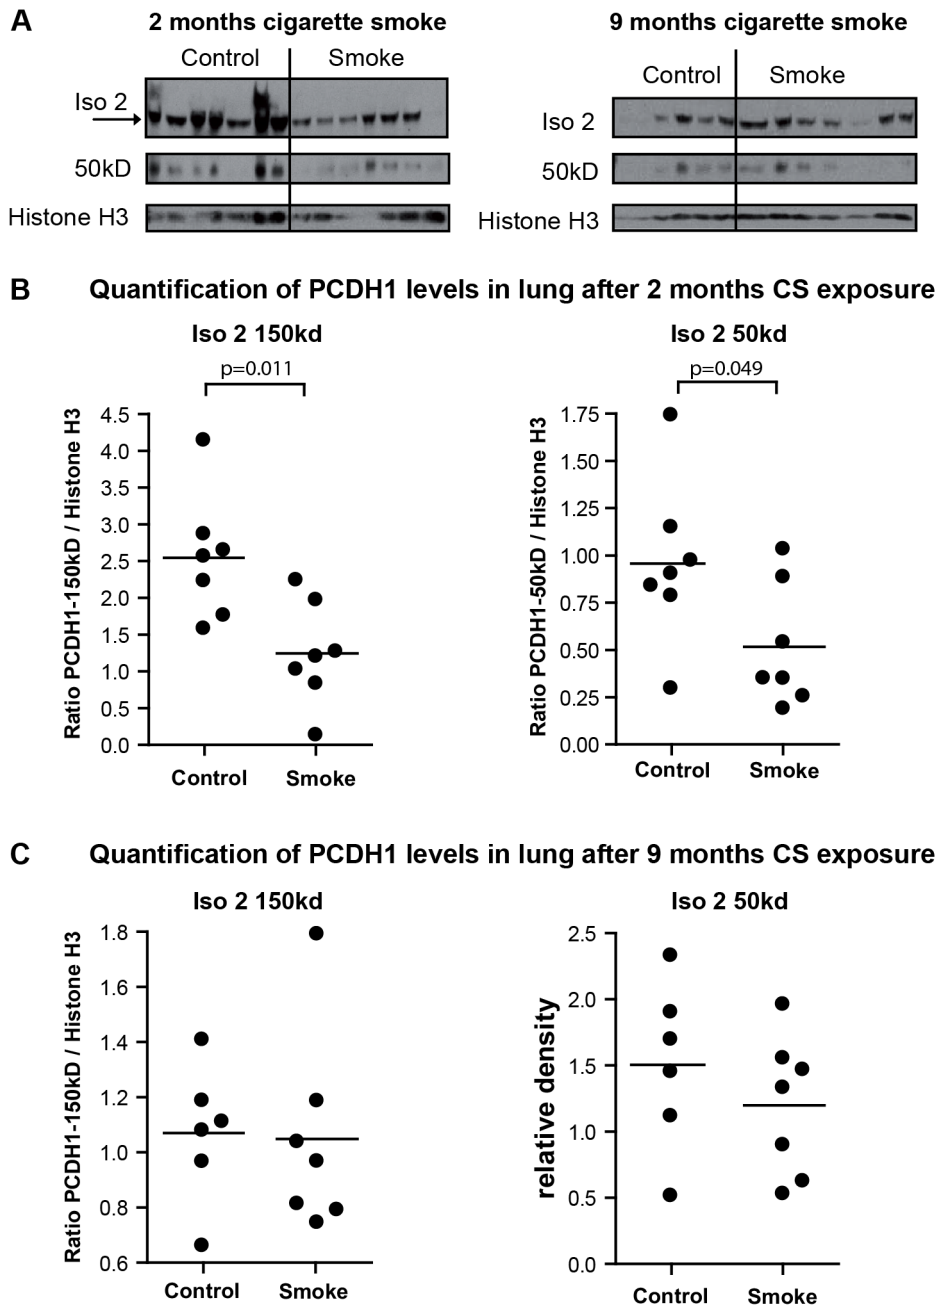 A
2 months cigarette smoke
Control Smoke
Iso 2
50kD
Histone H3
9 months cigarette smoke
Control Smoke
Iso 2
50kD
Histone H3
B
Quantification of PCDH1 levels in lung after 2 months CS exposure
Iso 2 150kd
p=0.011
Ratio PCDH1-150kD / Histone H3
4.5
4.0
3.5
3.0
2.5
2.0
1.5
1.0
0.5
0.0
Control Smoke
Iso 2 50kd
p=0.049
Ratio PCDH1-50kD / Histone H3
1.75
1.50
1.25
1.00
0.75
0.50
0.25
0.00
Control Smoke
C
Quantification of PCDH1 levels in lung after 9 months CS exposure
Iso 2 150kd
Ratio PCDH1-150kD / Histone H3
1.8
1.6
1.4
1.2
1.0
0.8
0.6
Control Smoke
Iso 2 50kd
relative density
2.5
2.0
1.5
1.0
0.5
0.0
Control Smoke